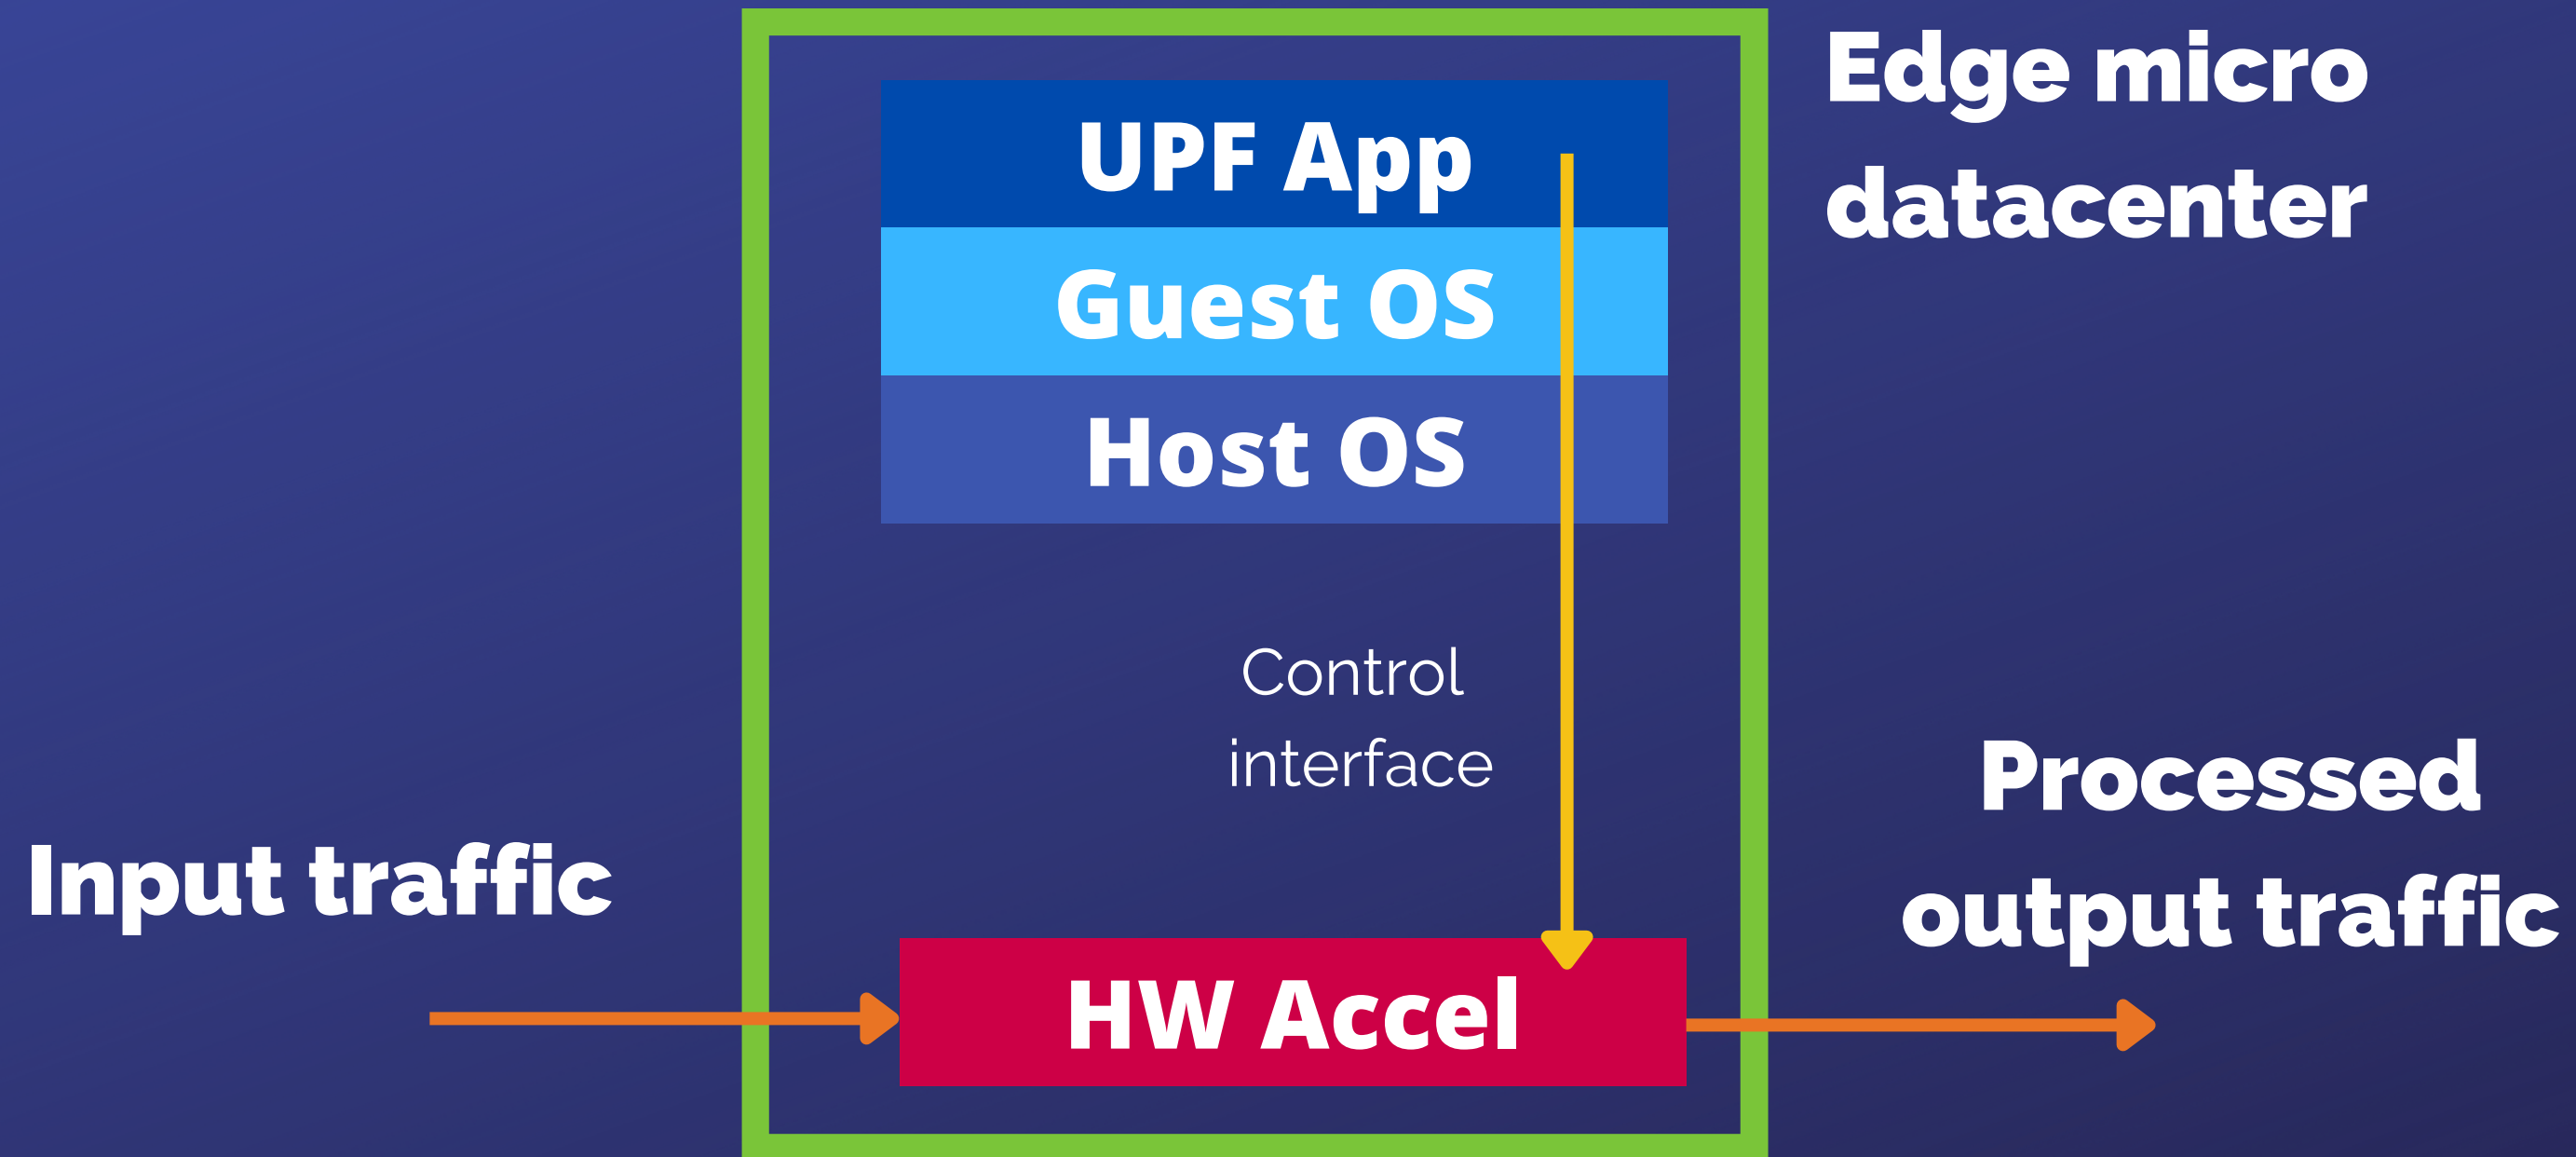 Edge micro
datacenter
UPF App
Guest OS
Host OS
Control
interface
Input traffic
HW Accel
Processed
output traffic